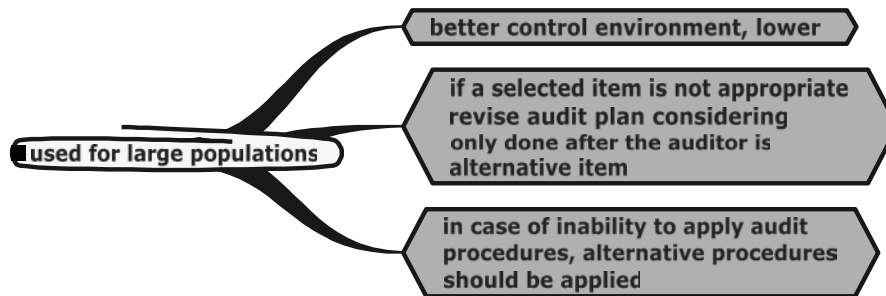 better control environment, lower
if a selected item is not appropriate
revise audit plan considering
only done after the auditor is
alternative item
used for large populations
in case of inability to apply audit
procedures, alternative procedures
should be applied